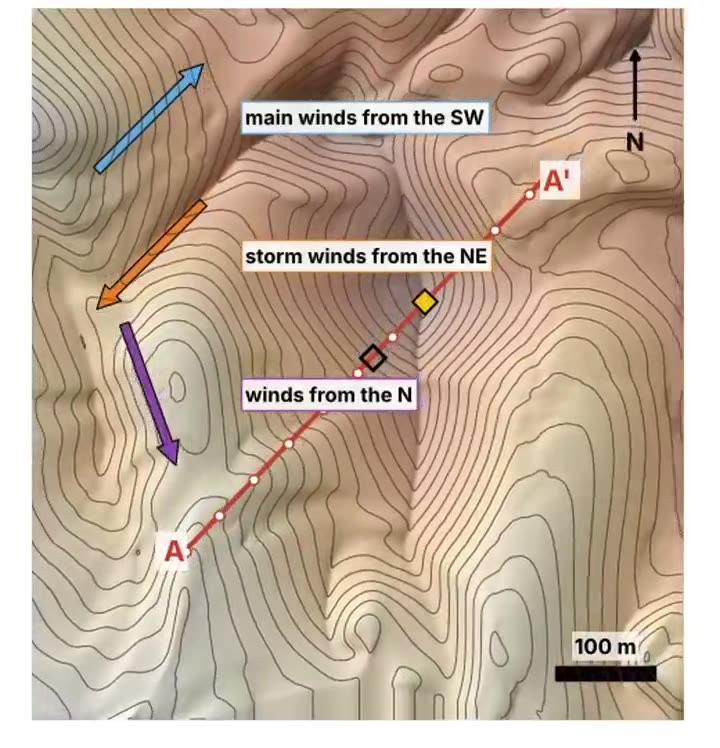 main winds from the SW
N
A'
storm winds from the NE
winds from the N
A
100 m